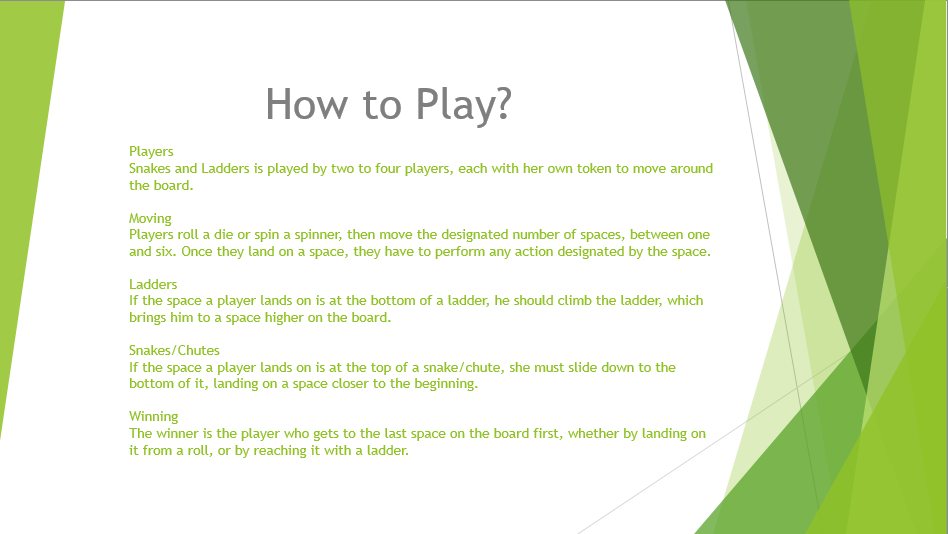 How to Play?
Players
Snakes and Ladders is played by two to four players, each with her own token to move around
the board.
Moving
Players roll a die or spin a spinner, then move the designated number of spaces, between one
and six. Once they land on a space, they have to perform any action designated by the space.
Ladders
If the space a player lands on is at the bottom of a ladder, he should climb the ladder, which
brings him to a space higher on the board.
Snakes/Chutes
If the space a player lands on is at the top of a snake/chute, she must slide down to the
bottom of it, landing on a space closer to the beginning.
Winning
The winner is the player who gets to the last space on the board first, whether by landing on
it from a roll, or by reaching it with a ladder.